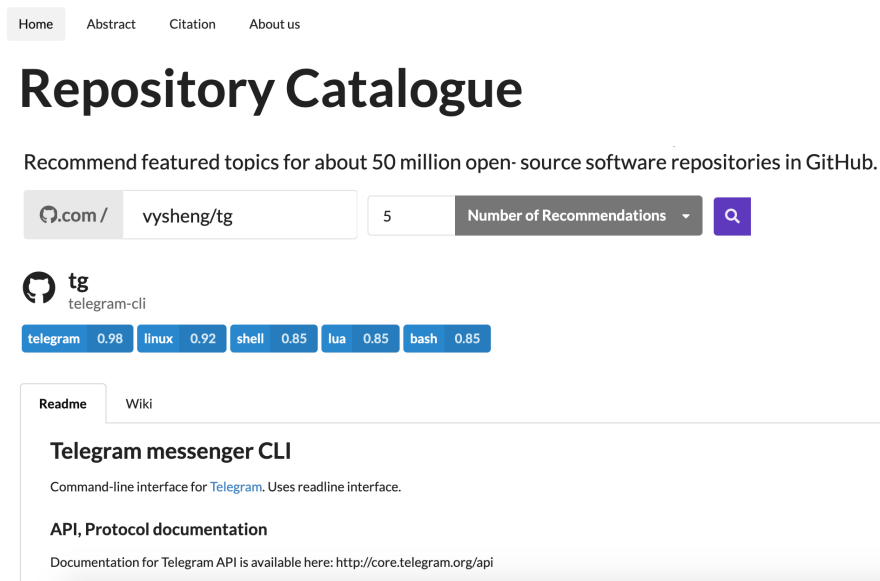 Home Abstract Citation About us
Repository Catalogue
Recommend featured topics for about 50 million open- source software repositories in GitHub.
.com / vysheng/tg 5 Number of Recommendations
tg
telegram-cli
telegram 0.98 linux 0.92 shell 0.85 lua 0.85 bash 0.85
Readme Wiki
Telegram messenger CLI
Command-line interface for Telegram. Uses readline interface.
API, Protocol documentation
Documentation for Telegram API is available here: http://core.telegram.org/api